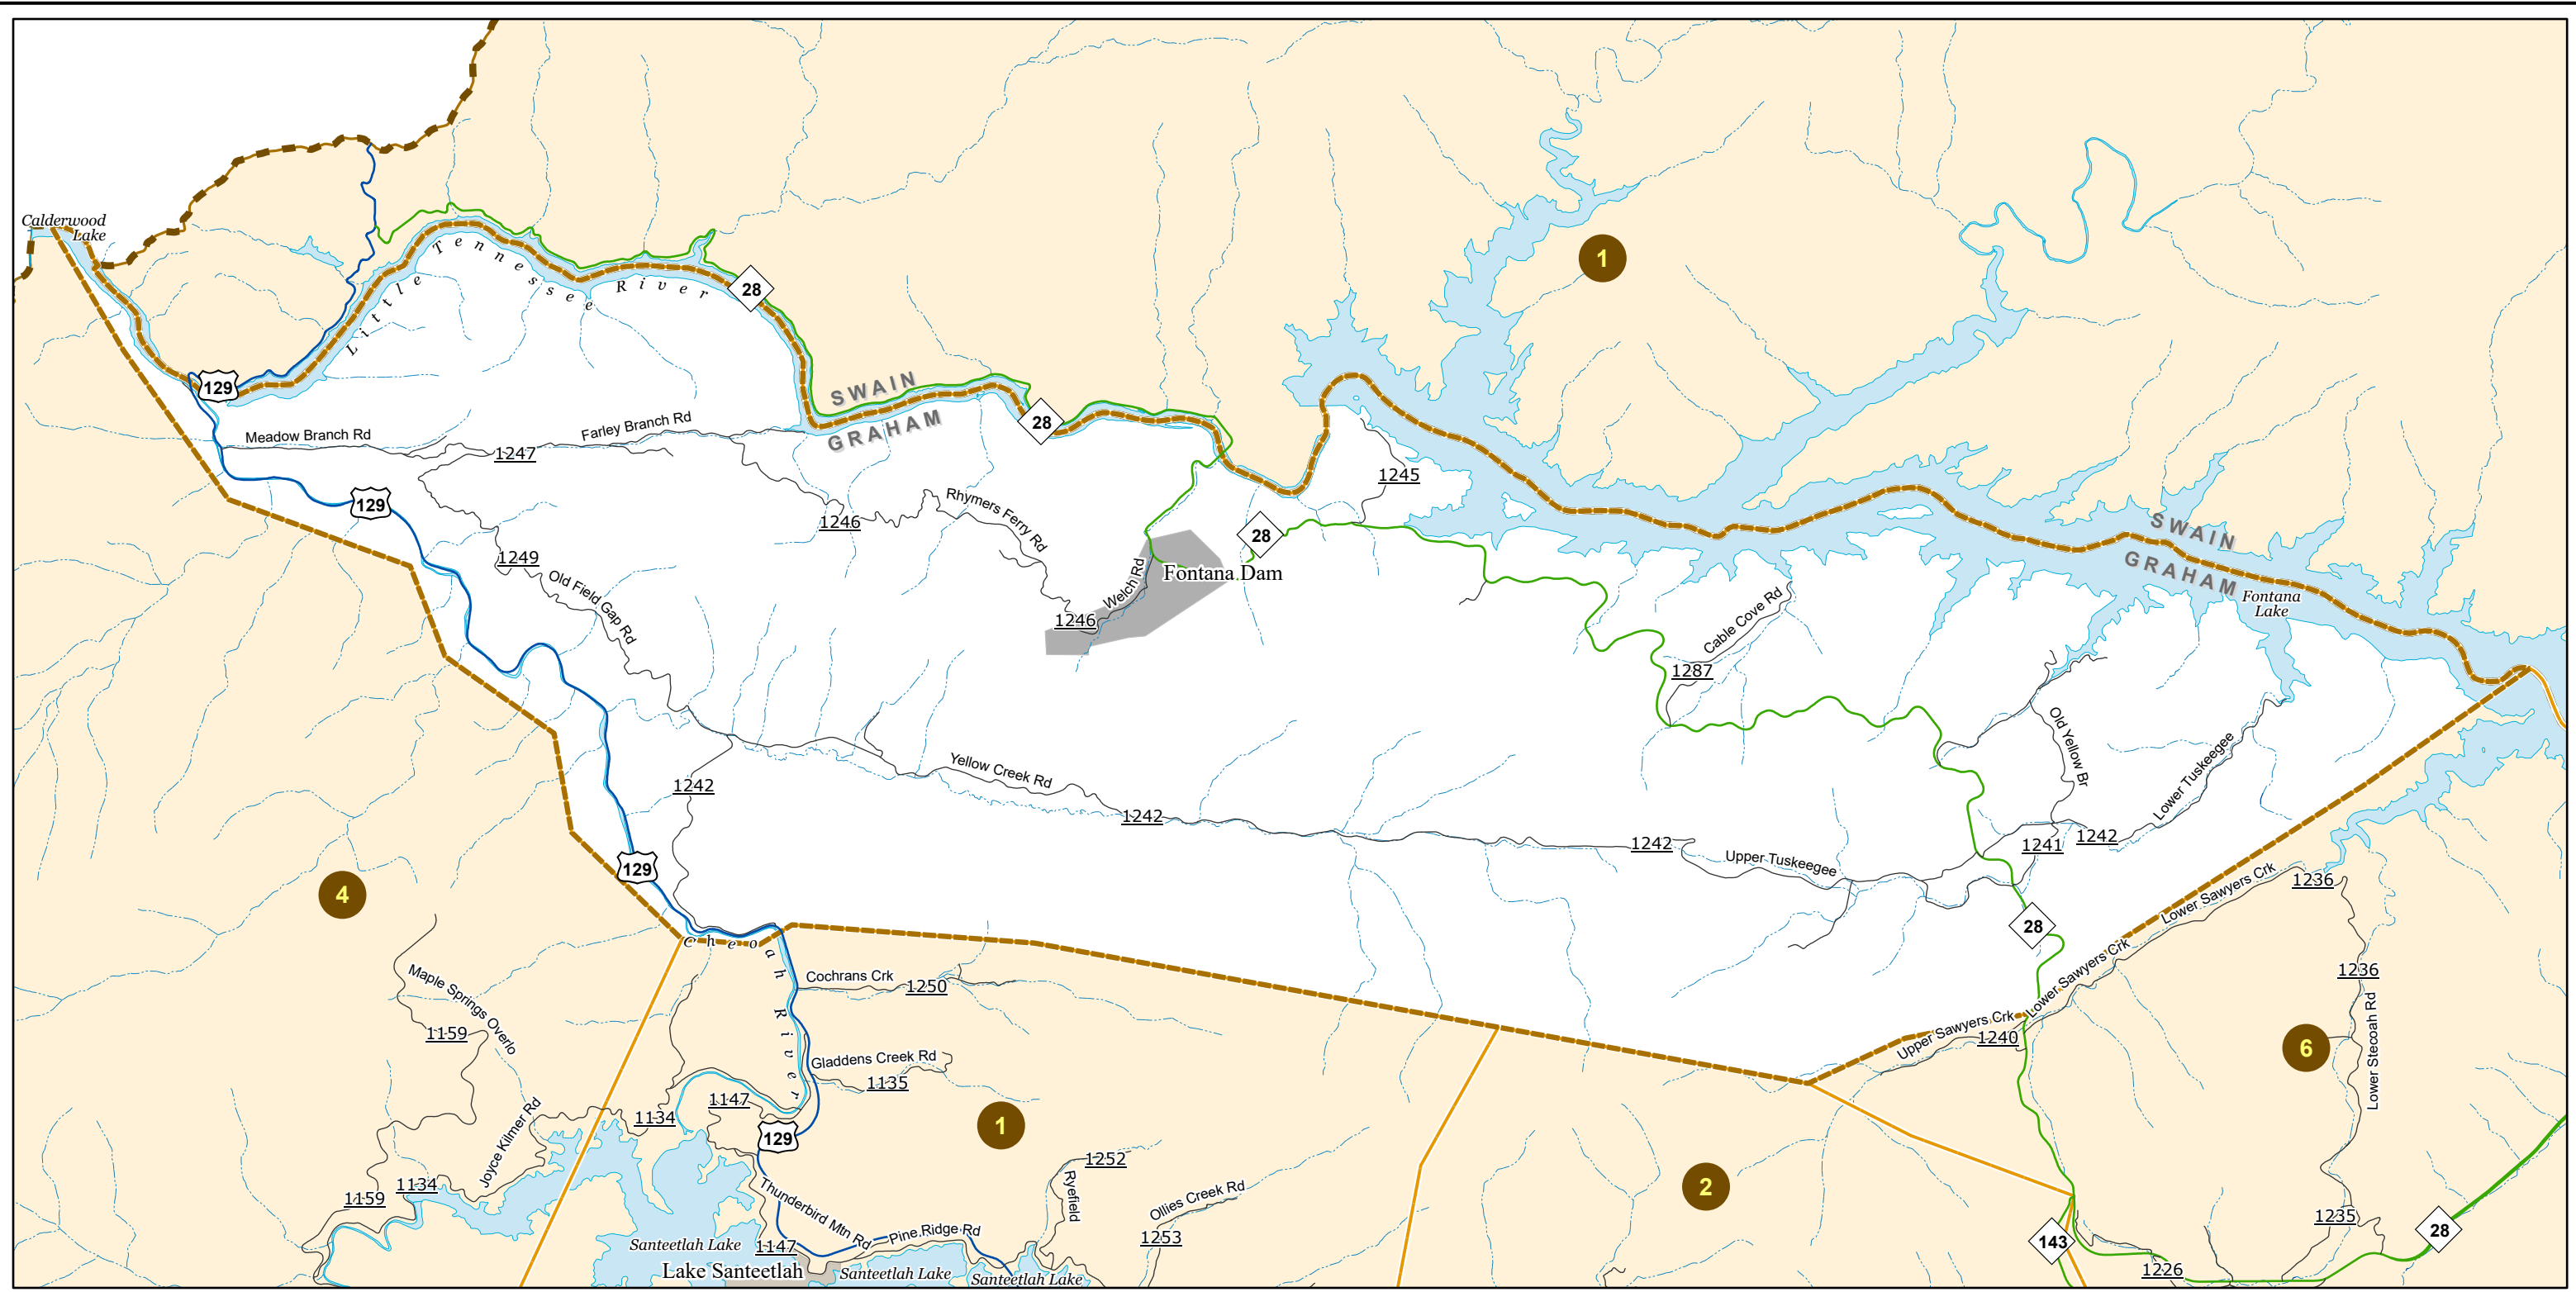 Calderwood
Lake
Little Tennessee River
28
1
129
SWAIN
GRAHAM
28
Meadow Branch Rd
Farley Branch Rd
1247
1245
129
1246
Rhymers Ferry Rd
28
SWAIN
GRAHAM
1249
Old Field Gap Rd
Welch Rd
Fontana Dam
Fontana
Lake
1246
Cable Cove Rd
1287
Old Yellow Br
Lower Tuskeegee
1242
Yellow Creek Rd
1242
1242
1242
1241
Upper Tuskeegee
129
4
Lower Sawyers Crk
1236
28
Cheoah River
Lower Sawyers Crk
Maple Springs Overlo
Cochrans Crk
1250
1236
1159
Upper Sawyers Crk
1240
Lower Stecoah Rd
6
Gladdens Creek Rd
1135
1147
1134
Joyce Kilmer Rd
129
1
1252
1159
1134
Thunderbird Mtn Rd
Ryefield
Ollies Creek Rd
2
1235
Pine Ridge Rd
1253
28
143
Santeetlah Lake
1147
Lake Santeetlah
Santeetlah Lake
Santeetlah Lake
1226